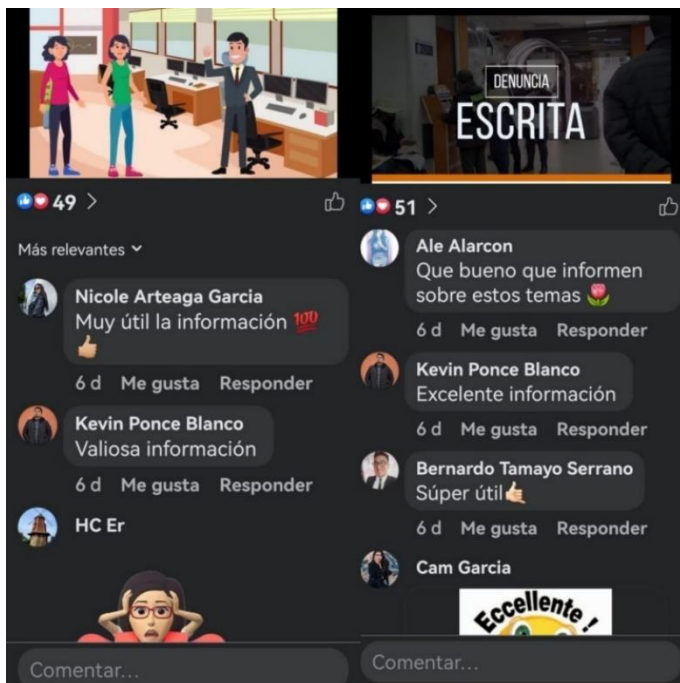 49
Más relevantes
Nicole Arteaga Garcia
Muy útil la información 💯
👍🏼
6 d Me gusta Responder
Kevin Ponce Blanco
Valiosa información
6 d Me gusta Responder
HC Er
Comentar...
DENUNCIA
ESCRITA
51
Ale Alarcon
Que bueno que informen
sobre estos temas 🌷
6 d Me gusta Responder
Kevin Ponce Blanco
Excelente información
6 d Me gusta Responder
Bernardo Tamayo Serrano
Súper útil🤙🏼
6 d Me gusta Responder
Cam Garcia
Eccellente !
Comentar...